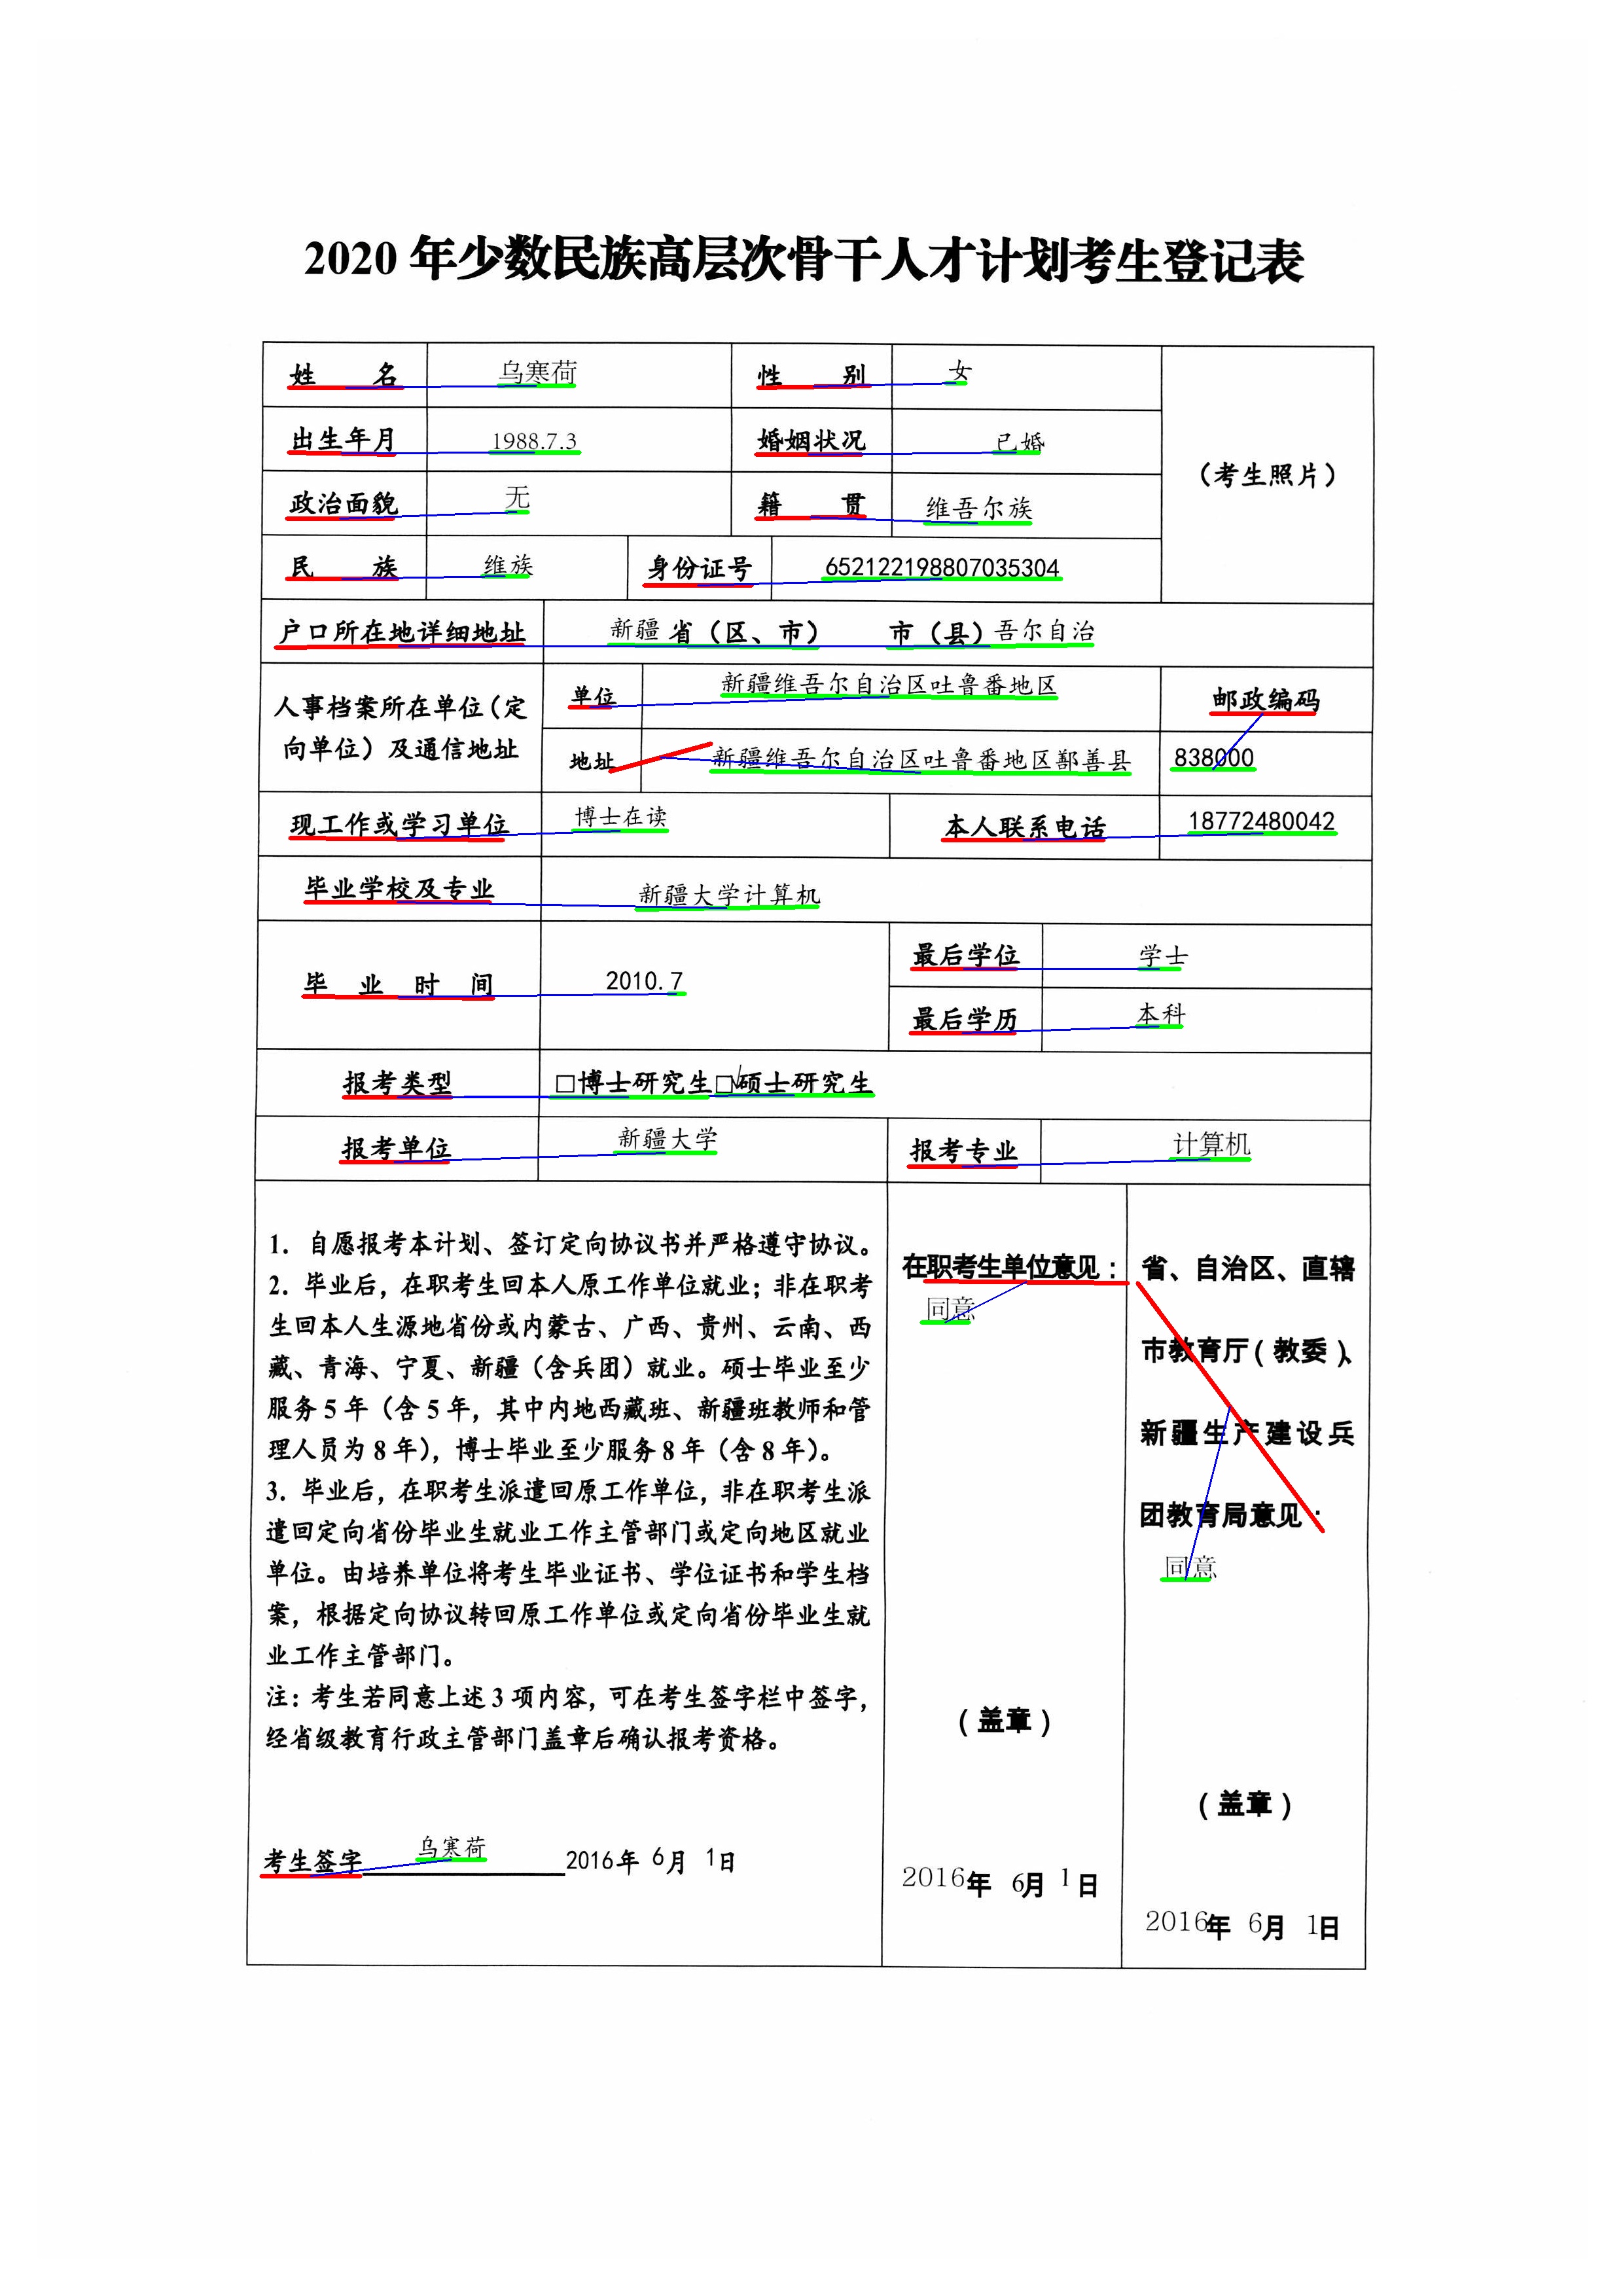 2020 年少数民族高层次骨干人才计划考生登记表
姓 名 乌寒荷 性 别 女
出生年月 1988.7.3 婚姻状况 已婚
(考生照片)
政治面貌 无 籍 贯 维吾尔族
民 族 维族 身份证号 652122198807035304
户口所在地详细地址 新疆 省（区、市） 市（县）吾尔自治
人事档案所在单位（定向单位）及通信地址
单位 新疆维吾尔自治区吐鲁番地区 邮政编码
地址 新疆维吾尔自治区吐鲁番地区鄯善县 838000
现工作或学习单位 博士在读 本人联系电话 18772480042
毕业学校及专业 新疆大学计算机
毕 业 时 间 2010.7 最后学位 学士
最后学历 本科
报考类型 □博士研究生□√硕士研究生
报考单位 新疆大学 报考专业 计算机
1. 自愿报考本计划、签订定向协议书并严格遵守协议。
2. 毕业后，在职考生回本人原工作单位就业；非在职考
生回本人生源地省份或内蒙古、广西、贵州、云南、西
藏、青海、宁夏、新疆（含兵团）就业。硕士毕业至少
服务 5 年（含 5 年，其中内地西藏班、新疆班教师和管
理人员为 8 年），博士毕业至少服务 8 年（含 8 年）。
3. 毕业后，在职考生派遣回原工作单位，非在职考生派
遣回定向省份毕业生就业工作主管部门或定向地区就业
单位。由培养单位将考生毕业证书、学位证书和学生档
案，根据定向协议转回原工作单位或定向省份毕业生就
业工作主管部门。
注：考生若同意上述 3 项内容，可在考生签字栏中签字，
经省级教育行政主管部门盖章后确认报考资格。
考生签字 乌寒荷 2016年 6月 1日
在职考生单位意见：
同意
（盖章）
2016年 6月 1日
省、自治区、直辖
市教育厅（教委）、
新疆生产建设兵
团教育局意见：
同意
（盖章）
2016年 6月 1日